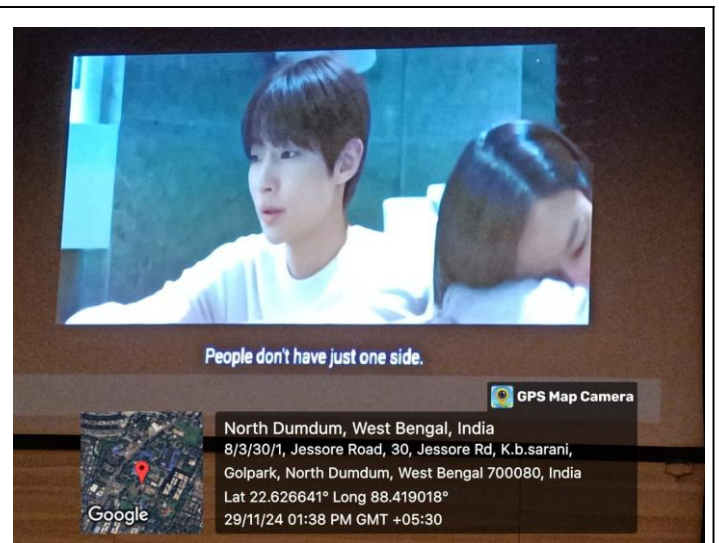 People don't have just one side.
GPS Map Camera
North Dumdum, West Bengal, India
8/3/30/1, Jessore Road, 30, Jessore Rd, K.b.sarani,
Golpark, North Dumdum, West Bengal 700080, India
Lat 22.626641° Long 88.419018°
29/11/24 01:38 PM GMT +05:30
Google